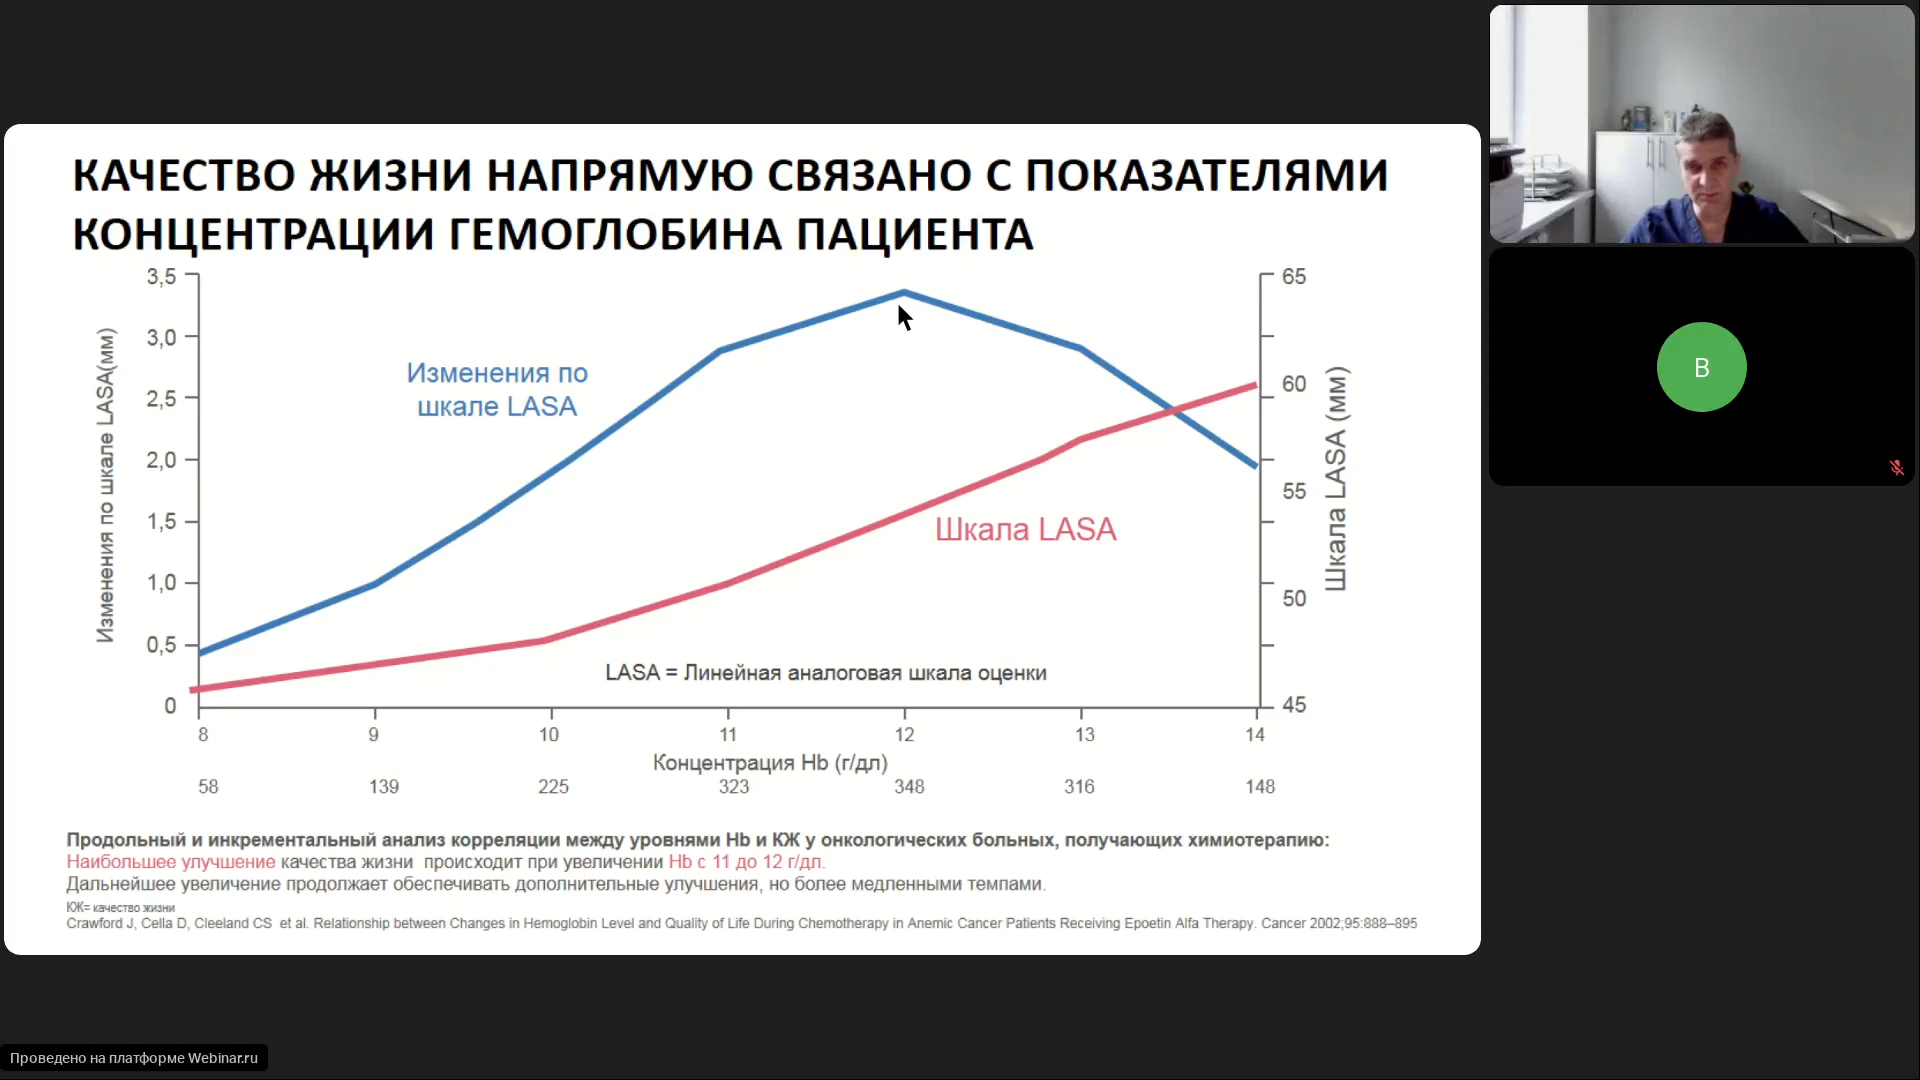 КАЧЕСТВО ЖИЗНИ НАПРЯМУЮ СВЯЗАНО С ПОКАЗАТЕЛЯМИ
КОНЦЕНТРАЦИИ ГЕМОГЛОБИНА ПАЦИЕНТА
Изменения по шкале LASA(мм)
3,5
3,0
2,5
2,0
1,5
1,0
0,5
0
Изменения по
шкале LASA
Шкала LASA
LASA = Линейная аналоговая шкала оценки
65
60
55
50
45
Шкала LASA (мм)
8 9 10 11 12 13 14
Концентрация Hb (г/дл)
58 139 225 323 348 316 148
Продольный и инкрементальный анализ корреляции между уровнями Hb и КЖ у онкологических больных, получающих химиотерапию:
Наибольшее улучшение качества жизни происходит при увеличении Hb с 11 до 12 г/дл.
Дальнейшее увеличение продолжает обеспечивать дополнительные улучшения, но более медленными темпами.
КЖ= качество жизни
Crawford J, Cella D, Cleeland CS et al. Relationship between Changes in Hemoglobin Level and Quality of Life During Chemotherapy in Anemic Cancer Patients Receiving Epoetin Alfa Therapy. Cancer 2002;95:888–895
В
Проведено на платформе Webinar.ru